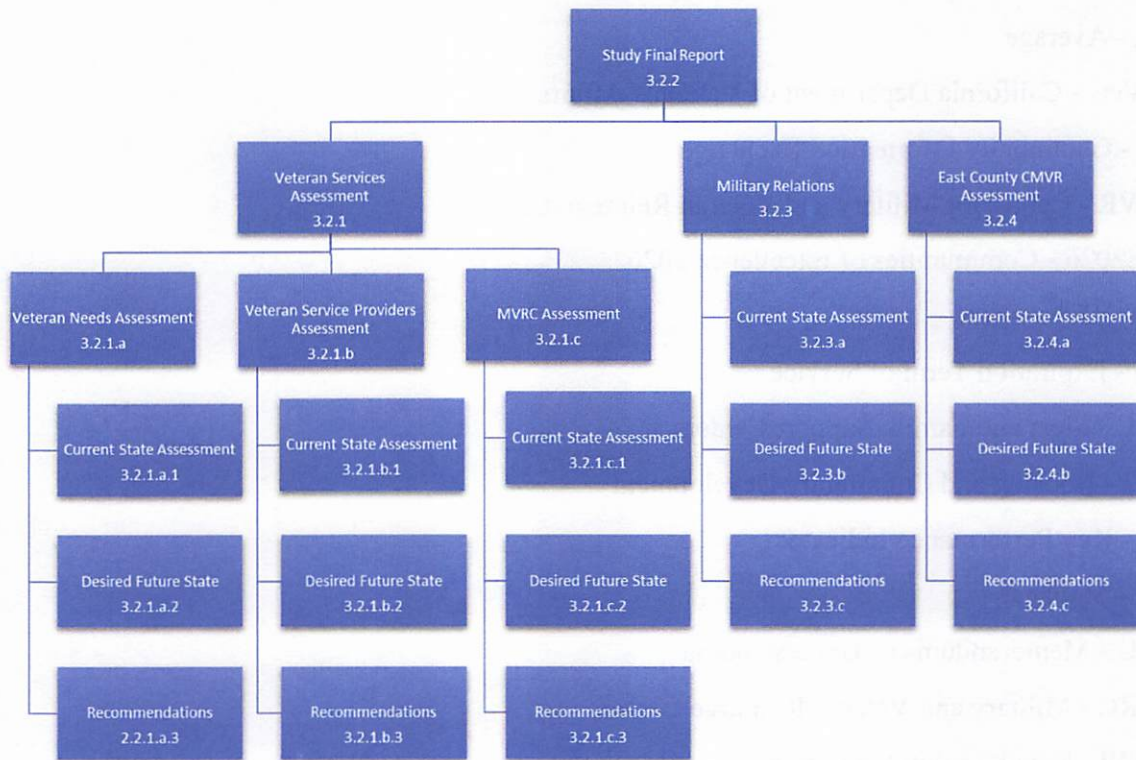 Study Final Report
3.2.2
Veteran Services
Assessment
3.2.1
Military Relations
3.2.3
East County CMVR
Assessment
3.2.4
Veteran Needs Assessment
3.2.1.a
Veteran Service Providers
Assessment
3.2.1.b
MVRC Assessment
3.2.1.c
Current State Assessment
3.2.3.a
Current State Assessment
3.2.4.a
Current State Assessment
3.2.1.a.1
Current State Assessment
3.2.1.b.1
Current State Assessment
3.2.1.c.1
Desired Future State
3.2.3.b
Desired Future State
3.2.4.b
Desired Future State
3.2.1.a.2
Desired Future State
3.2.1.b.2
Desired Future State
3.2.1.c.2
Recommendations
3.2.3.c
Recommendations
3.2.4.c
Recommendations
2.2.1.a.3
Recommendations
3.2.1.b.3
Recommendations
3.2.1.c.3